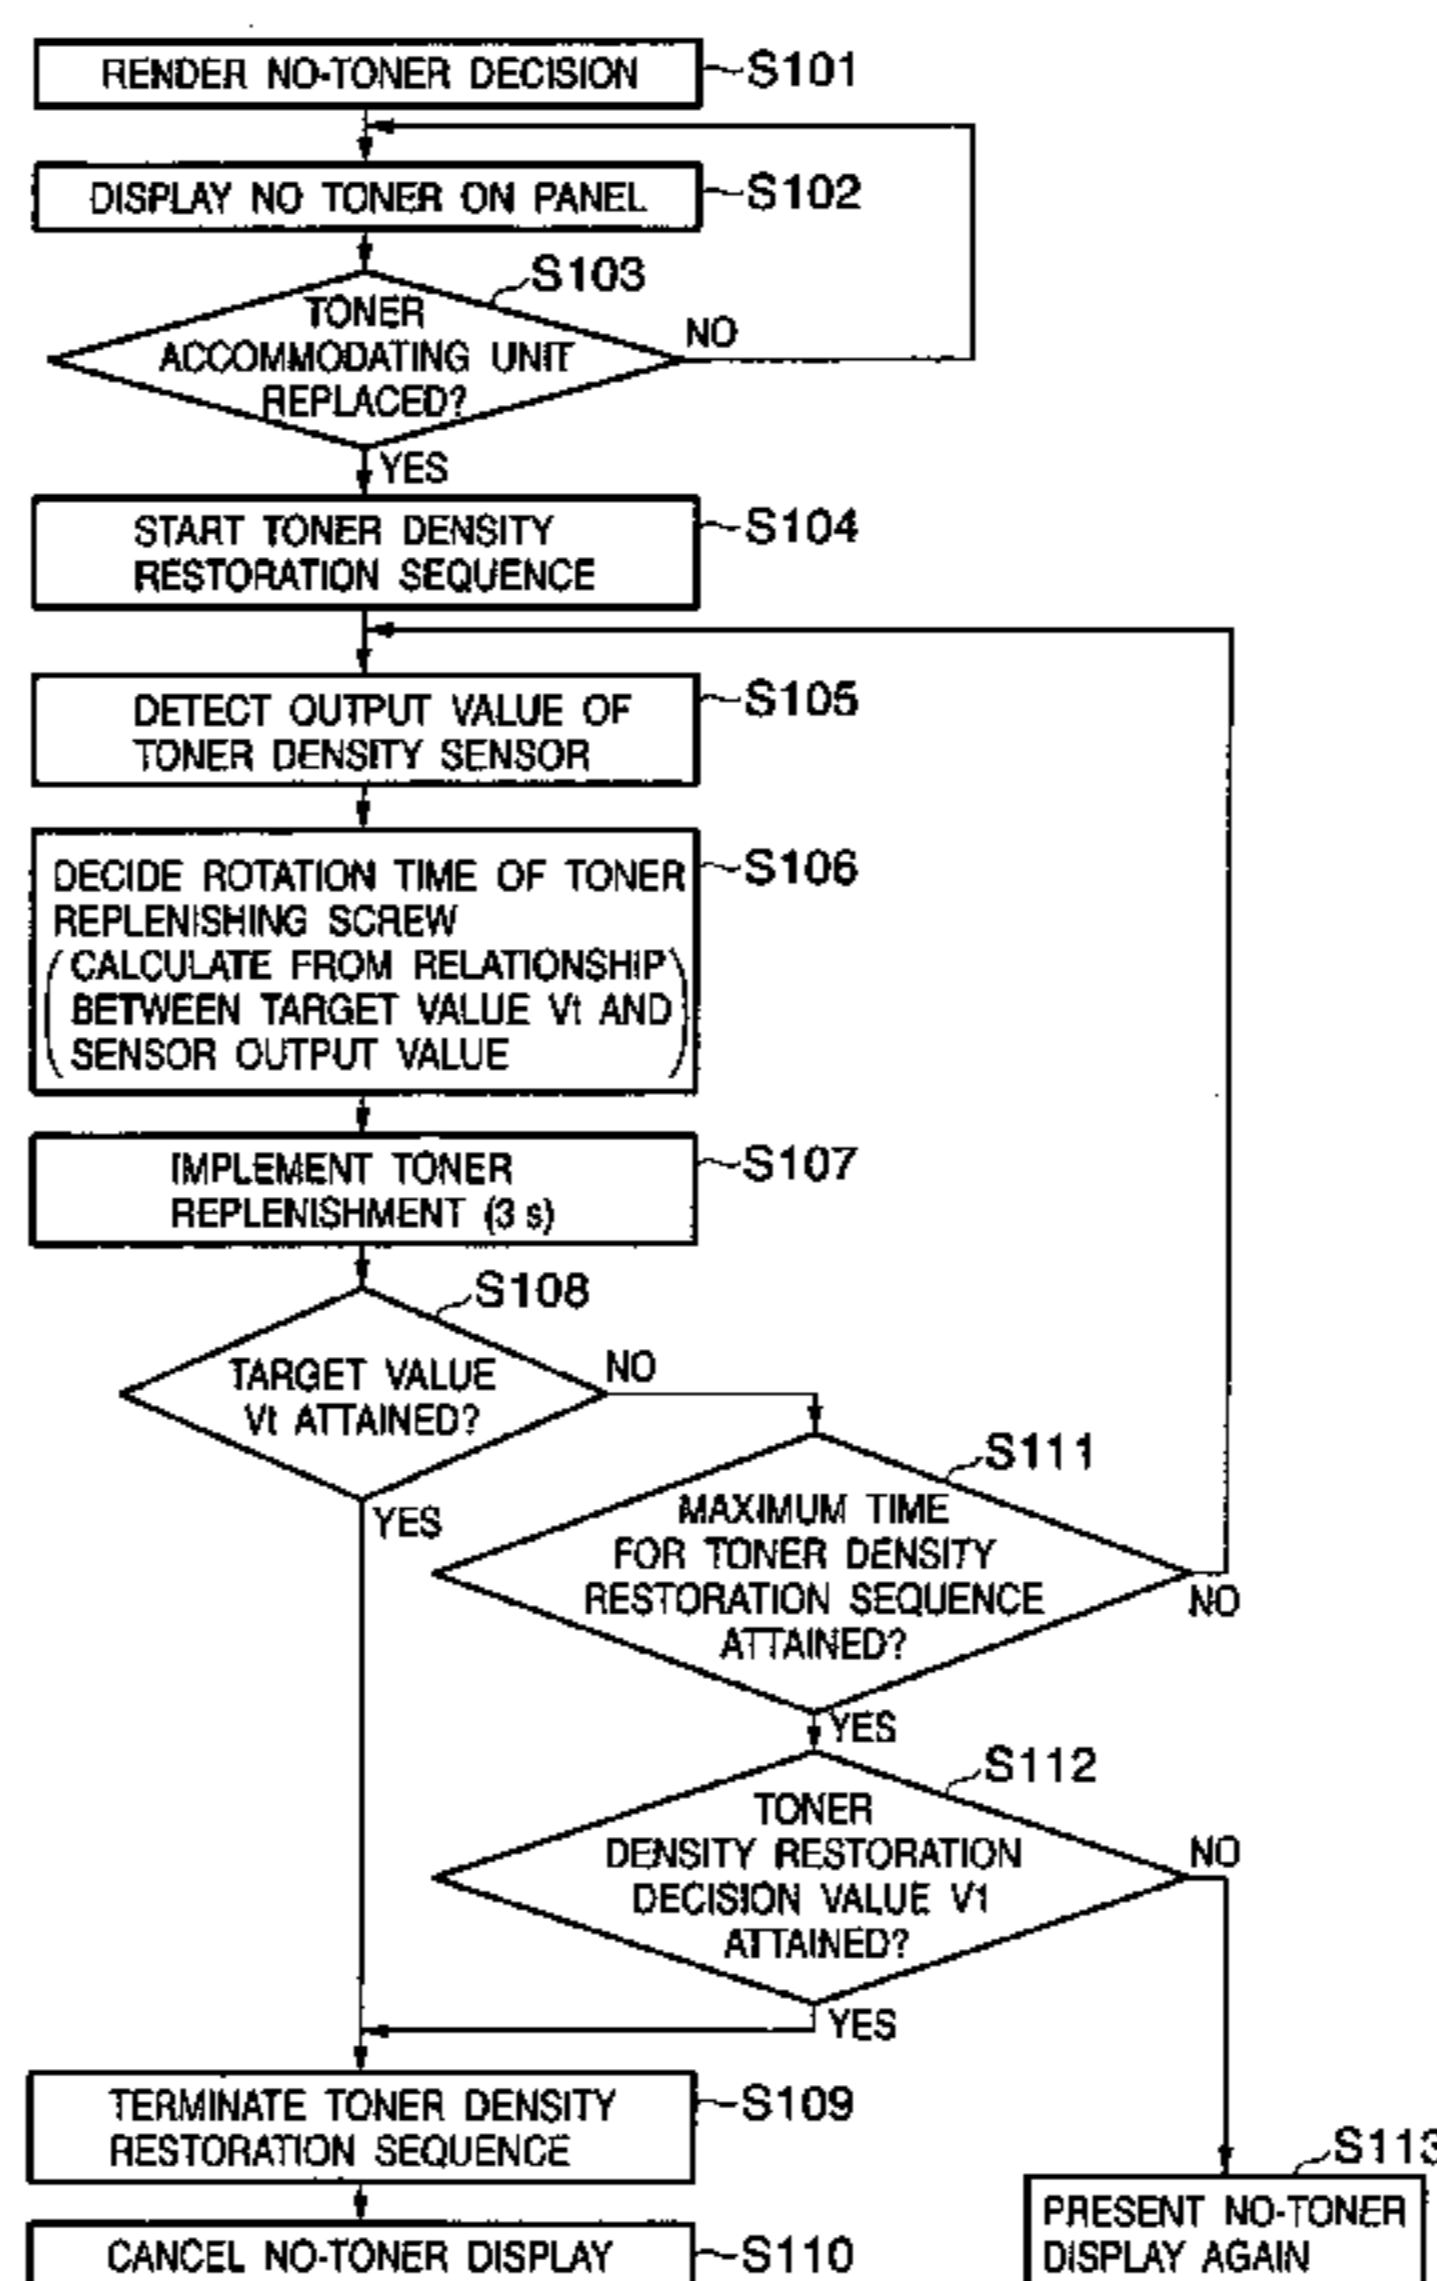 RENDER NO-TONER DECISION
S101
DISPLAY NO TONER ON PANEL
S102
S103
TONER
ACCOMMODATING UNIT
REPLACED?
NO
YES
START TONER DENSITY
RESTORATION SEQUENCE
S104
DETECT OUTPUT VALUE OF
TONER DENSITY SENSOR
S105
DECIDE ROTATION TIME OF TONER
REPLENISHING SCREW
(CALCULATE FROM RELATIONSHIP
BETWEEN TARGET VALUE Vt AND
SENSOR OUTPUT VALUE)
S106
IMPLEMENT TONER
REPLENISHMENT (3 s)
S107
S108
TARGET VALUE
Vt ATTAINED?
NO
YES
S111
MAXIMUM TIME
FOR TONER DENSITY
RESTORATION SEQUENCE
ATTAINED?
NO
YES
S112
TONER
DENSITY RESTORATION
DECISION VALUE V1
ATTAINED?
NO
YES
TERMINATE TONER DENSITY
RESTORATION SEQUENCE
S109
CANCEL NO-TONER DISPLAY
S110
S113
PRESENT NO-TONER
DISPLAY AGAIN